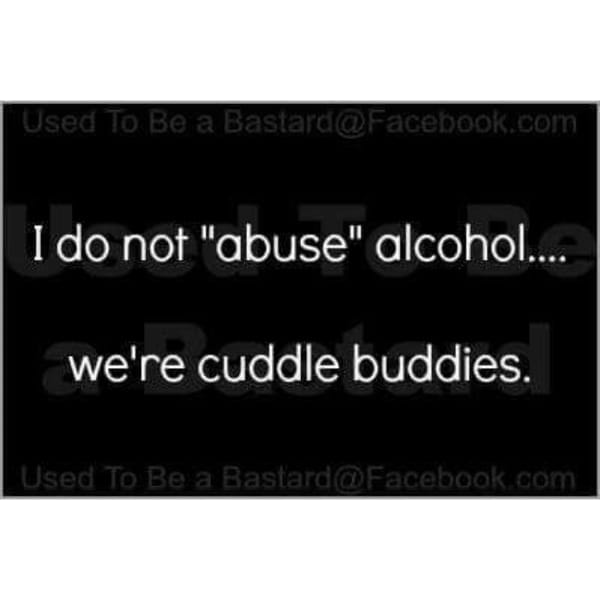 Used To Be a Bastard@Facebook.com
Used To Be
I do not "abuse" alcohol....
a Bastard
we're cuddle buddies.
Used To Be a Bastard@Facebook.com